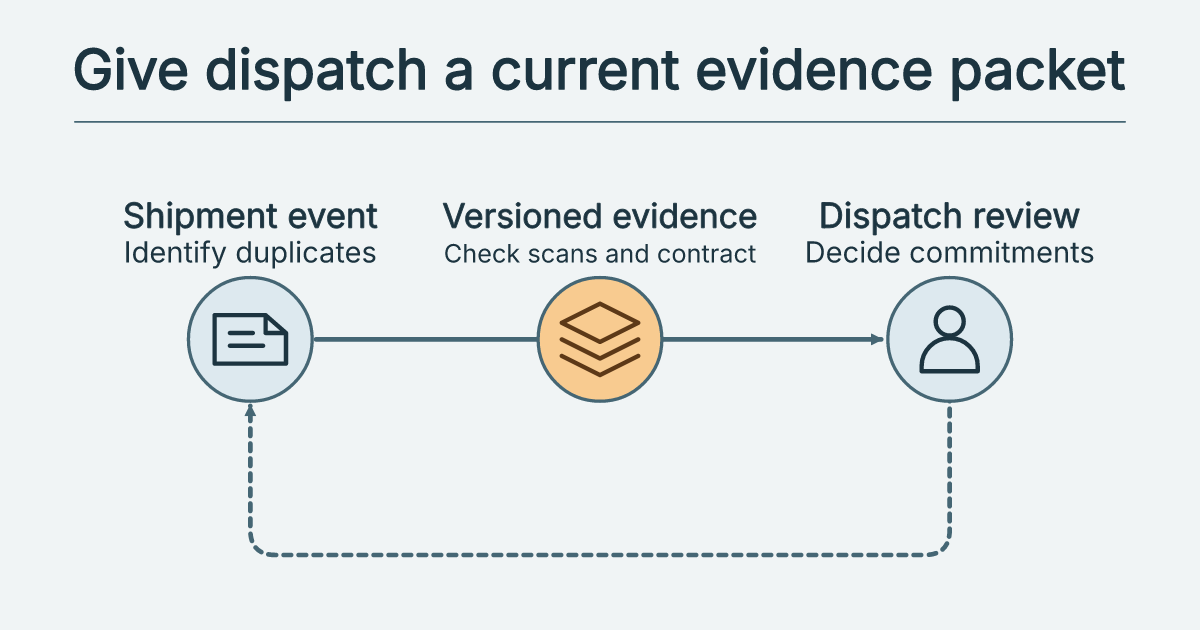 Give dispatch a current evidence packet
Shipment event
Identify duplicates
Versioned evidence
Check scans and contract
Dispatch review
Decide commitments